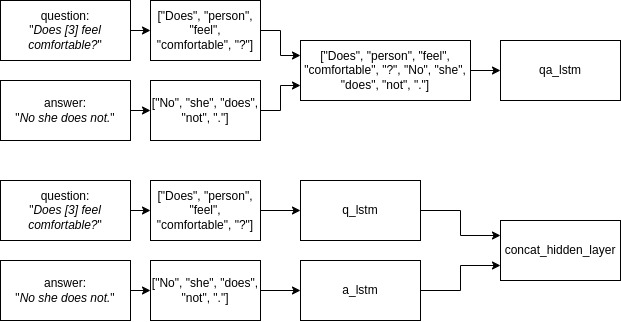 question:
"Does [3] feel
comfortable?"
["Does", "person",
"feel",
"comfortable", "?"]
answer:
"No she does not."
["No", "she", "does",
"not", "."]
["Does", "person", "feel",
"comfortable", "?", "No", "she",
"does", "not", "."]
qa_lstm
question:
"Does [3] feel
comfortable?"
["Does", "person",
"feel",
"comfortable", "?"]
q_lstm
answer:
"No she does not."
["No", "she", "does",
"not", "."]
a_lstm
concat_hidden_layer